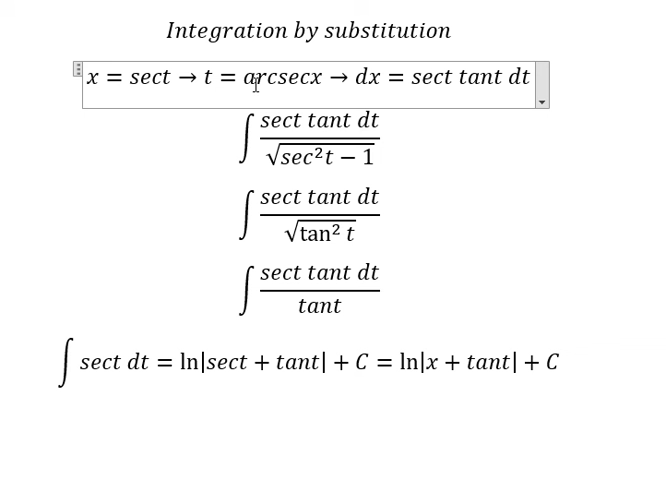 Integration by substitution
x = sect → t = arcsecx → dx = sect tant dt
∫ sect tant dt / √(sec²t − 1)
∫ sect tant dt / √(tan² t)
∫ sect tant dt / tant
∫ sect dt = ln|sect + tant| + C = ln|x + tant| + C